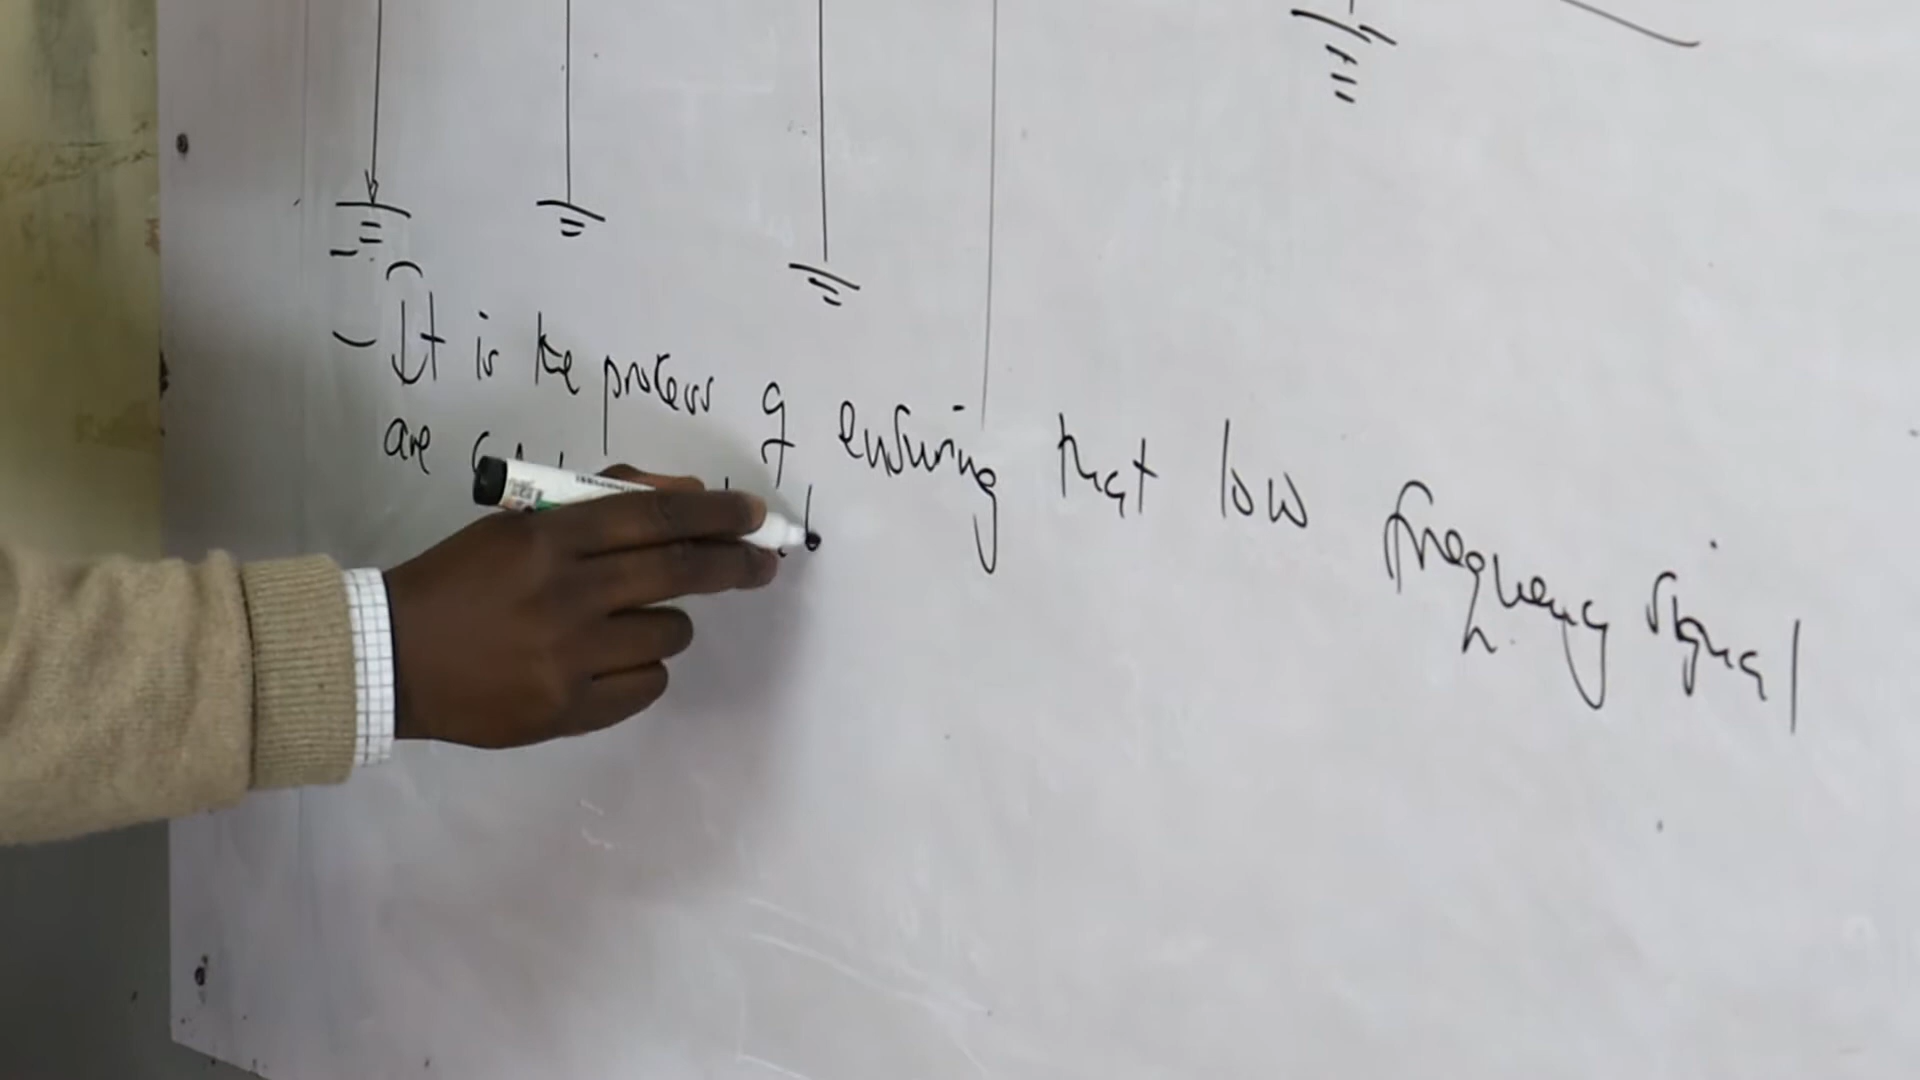 - It is the process of ensuring that low frequency signal
are